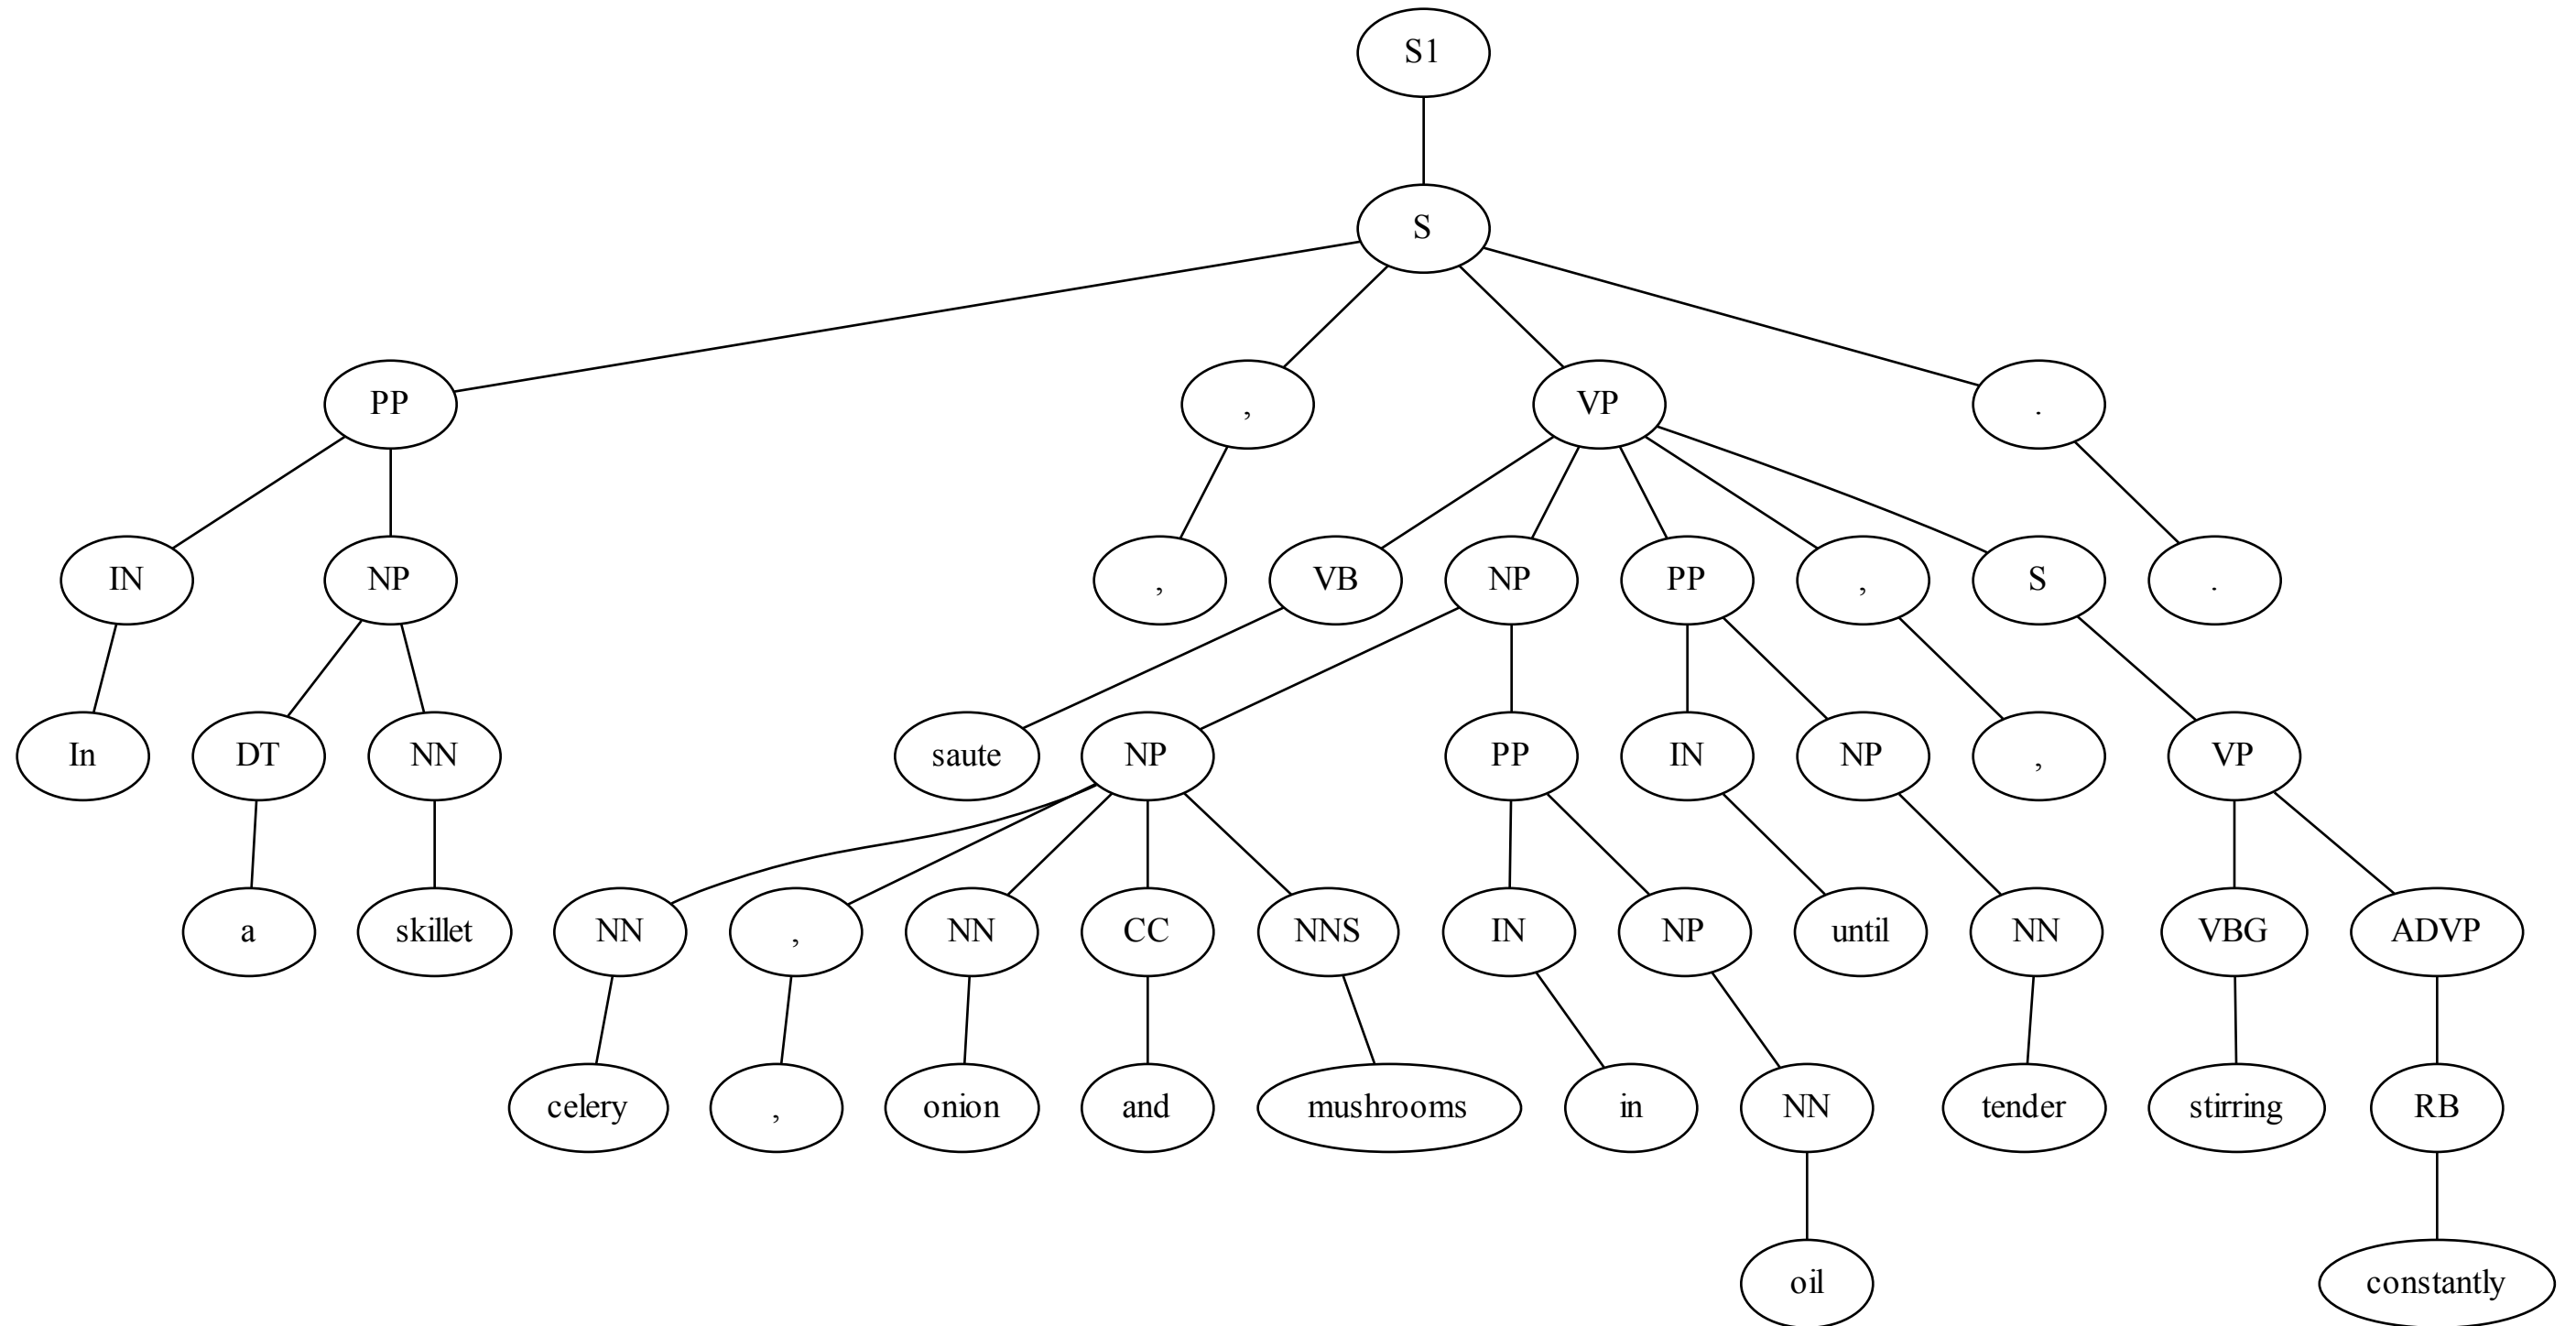 S1
S
PP , VP .
IN NP , VB NP PP , S .
In DT NN saute NP PP IN NP , VP
a skillet NN , NN CC NNS IN NP until NN VBG ADVP
celery , onion and mushrooms in NN tender stirring RB
oil constantly